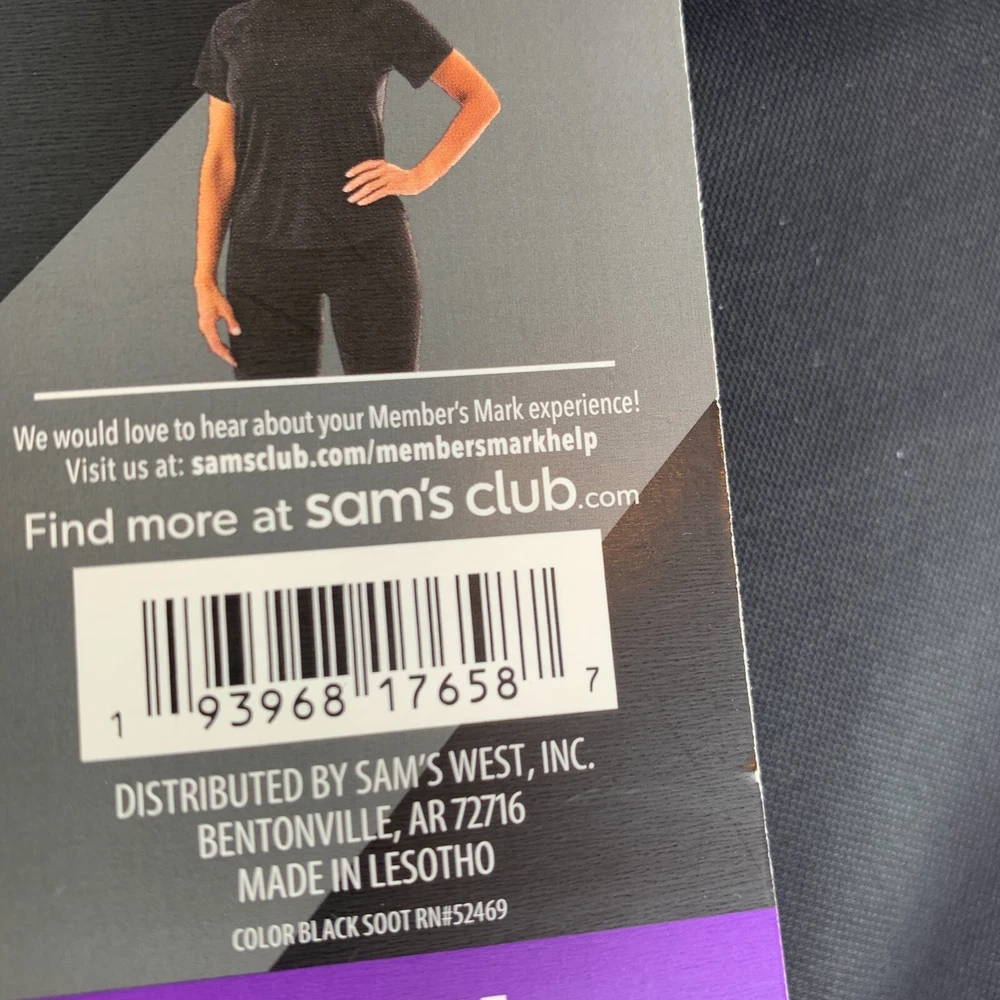 We would love to hear about your Member's Mark experience!
Visit us at: samsclub.com/membersmarkhelp
Find more at sam's club.com
1 93968 17658 7
DISTRIBUTED BY SAM'S WEST, INC.
BENTONVILLE, AR 72716
MADE IN LESOTHO
COLOR BLACK SOOT RN#52469